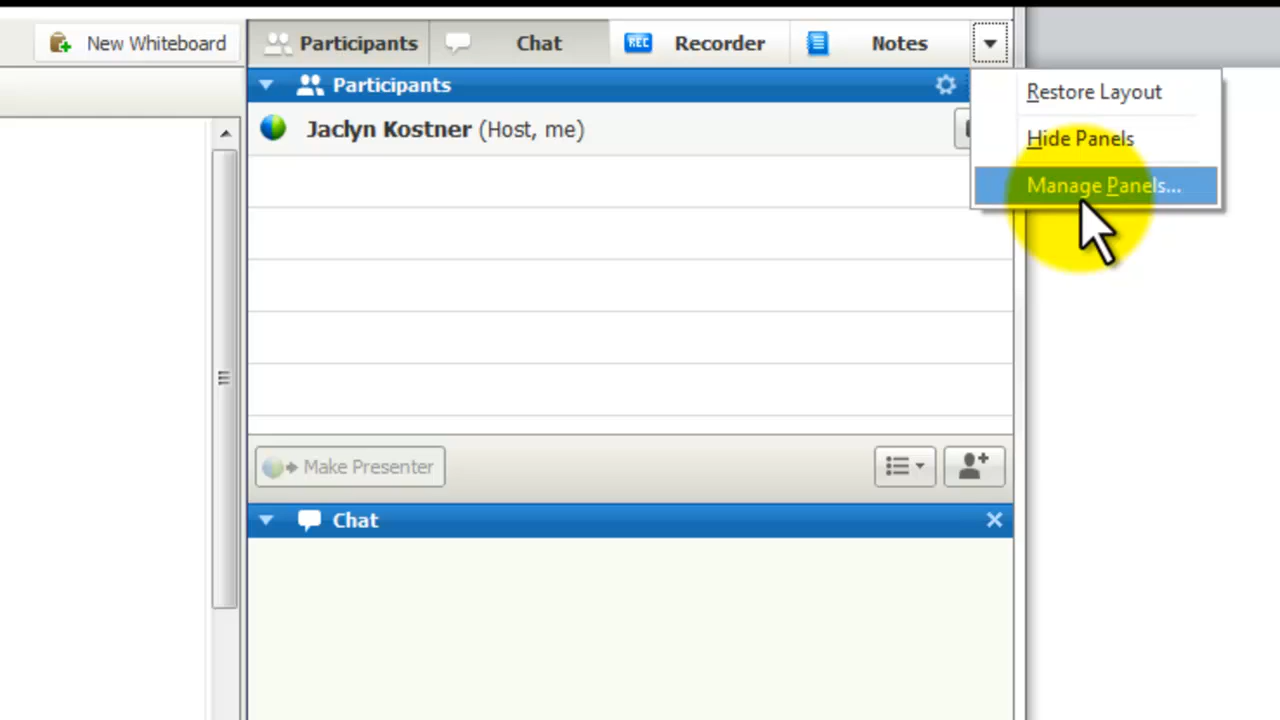 New Whiteboard
Participants
Chat
REC
Recorder
Notes
Participants
Restore Layout
Jaclyn Kostner (Host, me)
Hide Panels
Manage Panels...
Make Presenter
Chat